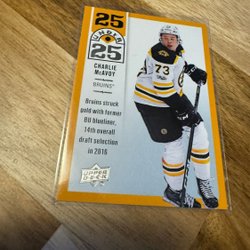 25
UNDER
25
CHARLIE
McAVOY
BRUINS
73
Bruins struck
gold with former
BU blueliner,
14th overall
draft selection
in 2016
UPPER
DECK